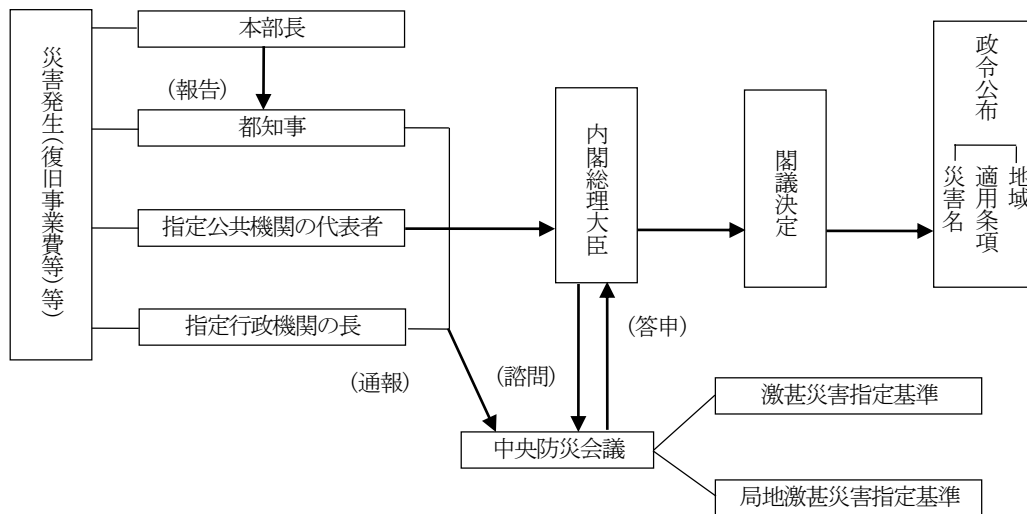 災害発生(復旧事業費等)等)
本部長
(報告)
都知事
指定公共機関の代表者
指定行政機関の長
(通報)
内閣総理大臣
(諮問)
(答申)
中央防災会議
閣議決定
政令公布
地域
適用条項
災害名
激甚災害指定基準
局地激甚災害指定基準